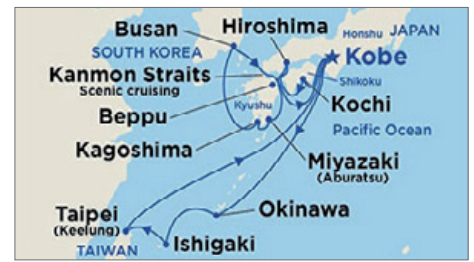 Busan
Hiroshima
Honshu
JAPAN
SOUTH KOREA
Kobe
Kanmon Straits
Scenic cruising
Shikoku
Beppu
Kyushu
Kochi
Pacific Ocean
Kagoshima
Miyazaki
(Aburatsu)
Taipei
(Keelung)
Okinawa
TAIWAN
Ishigaki